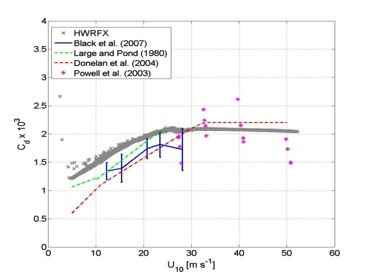 4
3.5
3
2.5
2
1.5
1
0.5
0
C_d × 10^3
HWRFX
Black et al. (2007)
Large and Pond (1980)
Donelan et al. (2004)
Powell et al. (2003)
0 10 20 30 40 50 60
U_10 [m s^-1]